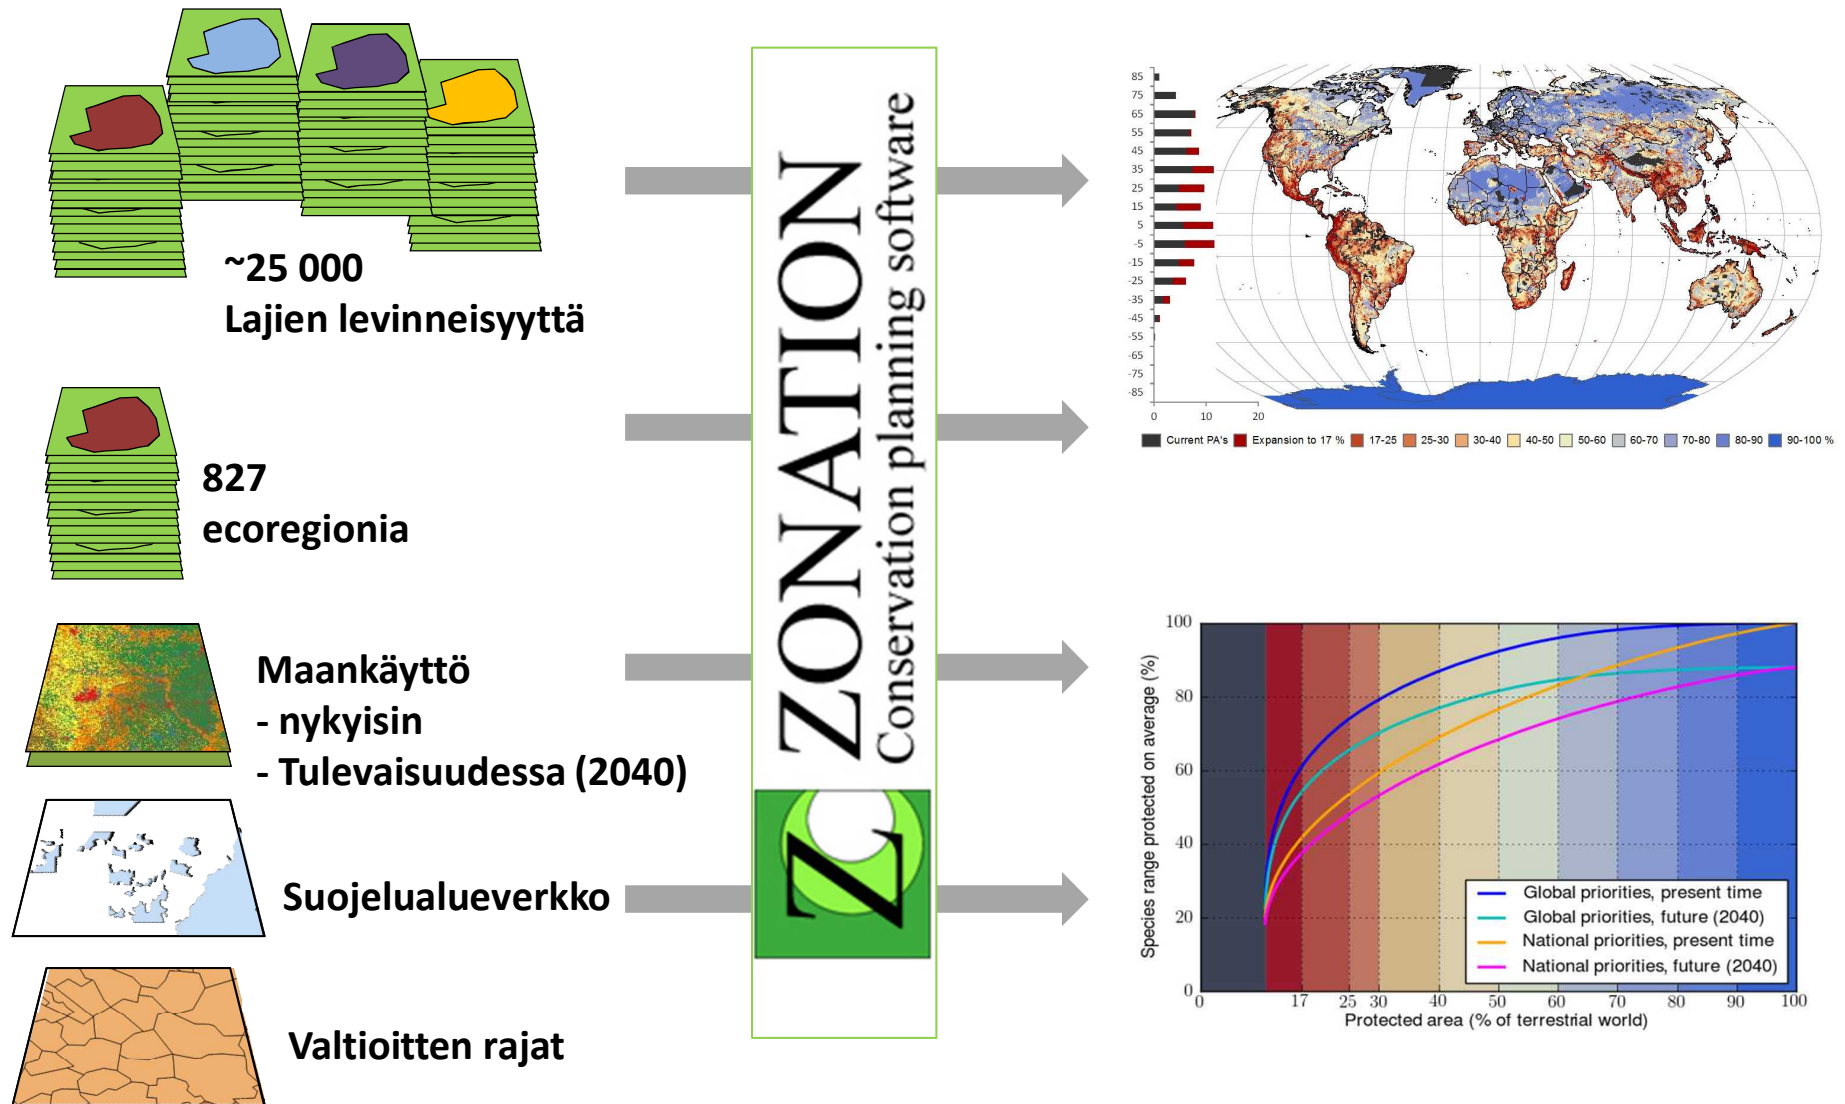 ~25 000
Lajien levinneisyyttä
827
ecoregionia
Maankäyttö
- nykyisin
- Tulevaisuudessa (2040)
Suojelualueverkko
Valtioitten rajat
ZONATION
Conservation planning software
Z
85
75
65
55
45
35
25
15
5
-5
-15
-25
-35
-45
-55
-65
-75
-85
0 10 20
Current PA's Expansion to 17 % 17-25 25-30 30-40 40-50 50-60 60-70 70-80 80-90 90-100 %
Species range protected on average (%)
100
80
60
40
20
0
Global priorities, present time
Global priorities, future (2040)
National priorities, present time
National priorities, future (2040)
0 17 25 30 40 50 60 70 80 90 100
Protected area (% of terrestrial world)